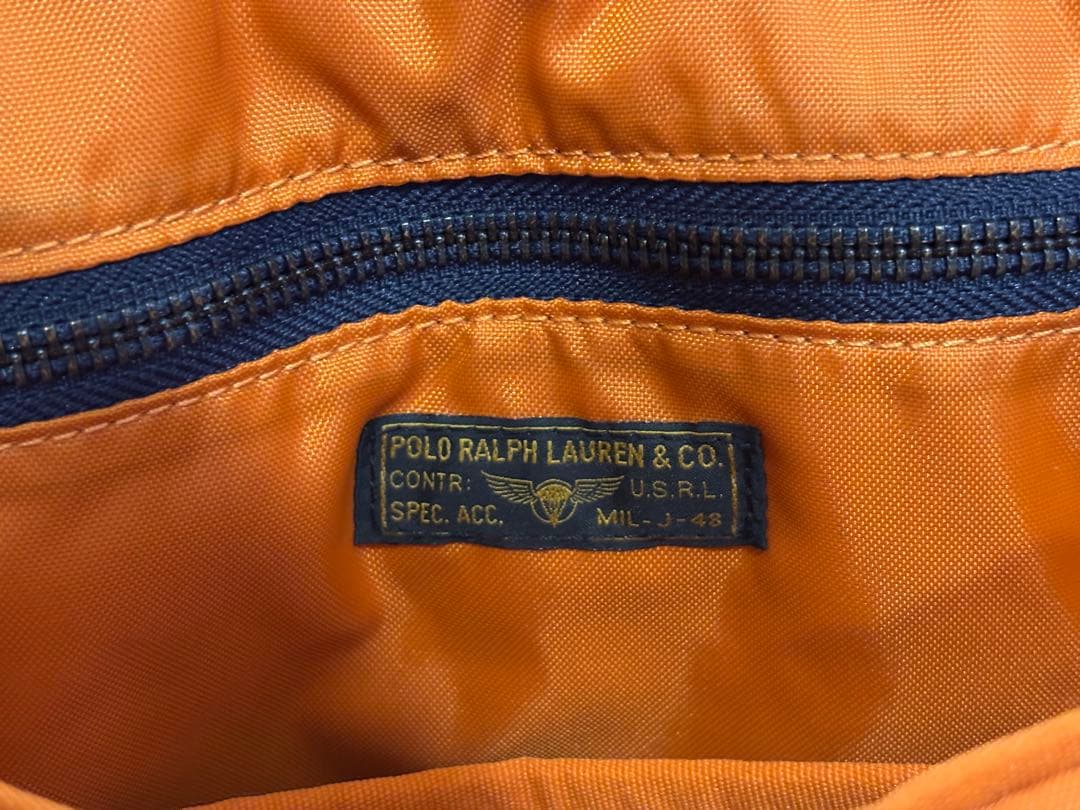 POLO RALPH LAUREN & CO.
CONTR: U.S.R.L.
SPEC. ACC. MIL-J-48